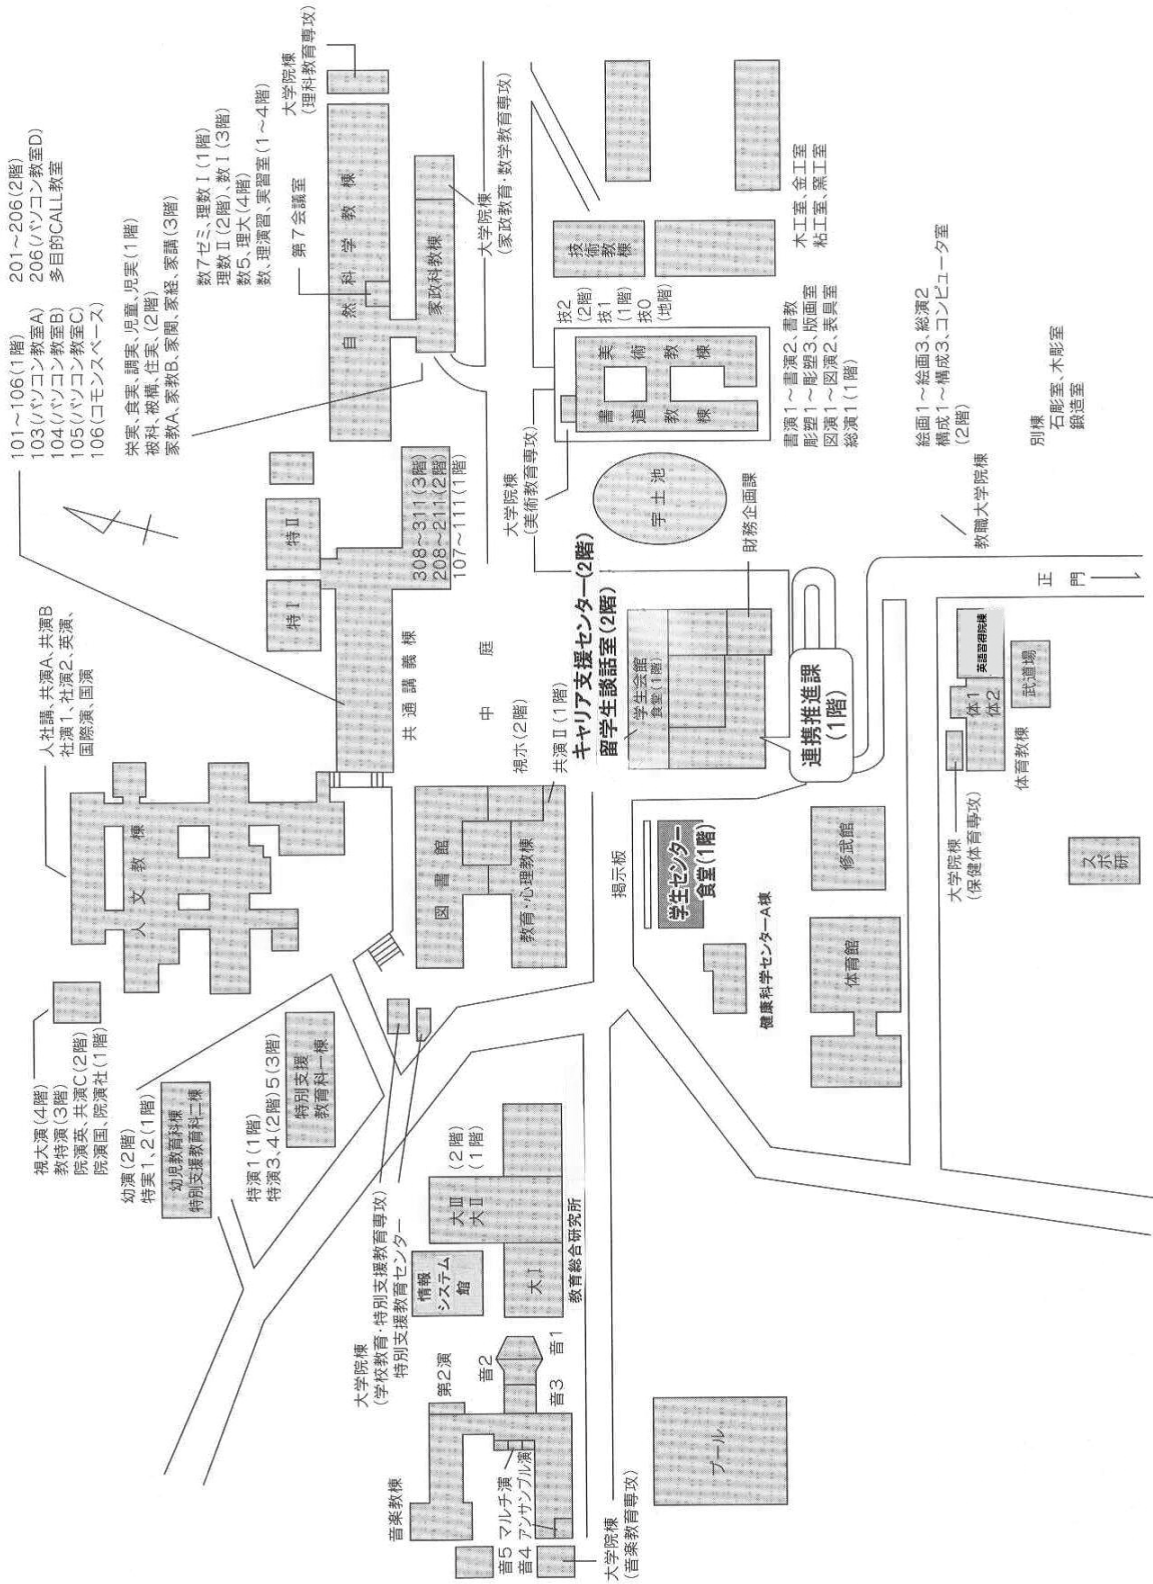 人社講、共演A、共演B
社演1、社演2、英演、
国際演、国演
101～106(1階)
103(パソコン教室A)
104(パソコン教室B)
105(パソコン教室C)
106(コモンスペース)
201～206(2階)
206(パソコン教室D)
多目的CALL教室
栄実、食実、調実、児童、児実(1階)
被科、被構、住実、(2階)
家教A、家教B、家関、家経、家講(3階)
数7ゼミ、理数Ⅰ(1階)
理数Ⅱ(2階)、数Ⅰ(3階)
数5、理大(4階)
数、理演習、実習室(1～4階)
第7会議室
大学院棟
(理科教育専攻)
視大演(4階)
教特演(3階)
院演英、共演C(2階)
院演国、院演社(1階)
人文教棟
特Ⅰ
特Ⅱ
自然科学教棟
家政科教棟
大学院棟
(家政教育・数学教育専攻)
幼演(2階)
特実1、2(1階)
幼児教育科棟
特別支援教育科二棟
特演1(1階)
特演3、4(2階)5(3階)
特別支援
教育科一棟
共通講義棟
308～311(3階)
208～211(2階)
107～111(1階)
中庭
図書館
教育・心理教棟
視ホ(2階)
共演Ⅱ(1階)
大学院棟
(学校教育・特別支援教育専攻)
特別支援教育センター
情報
システム
館
大Ⅲ
大Ⅱ
(2階)
(1階)
大Ⅰ
教育総合研究所
音楽教棟
第2演
音2
音1
音3
音5
マルチ演
音4
アンサンブル演
大学院棟
(音楽教育専攻)
プール
大学院棟
(美術教育専攻)
書道教棟
美術教棟
技2
(2階)
技1
(1階)
技0
(地階)
技術教棟
木工室、金工室
粘工室、窯工室
宇土池
キャリア支援センター(2階)
留学生談話室(2階)
学生会館
食堂(1階)
財務企画課
連携推進課
(1階)
掲示板
学生センター
食堂(1階)
健康科学センターA棟
修武館
体育館
書演1～書演2、書教
彫塑1～彫塑3、版画室
図演1～図演2、表具室
総演1(1階)
絵画1～絵画3、総演2
構成1～構成3、コンピュータ室
(2階)
別棟
石彫室、木彫室
鍛造室
教職大学院棟
正門
英語習得院棟
武道場
体1
体2
体育教棟
大学院棟
(保健体育専攻)
スポ研